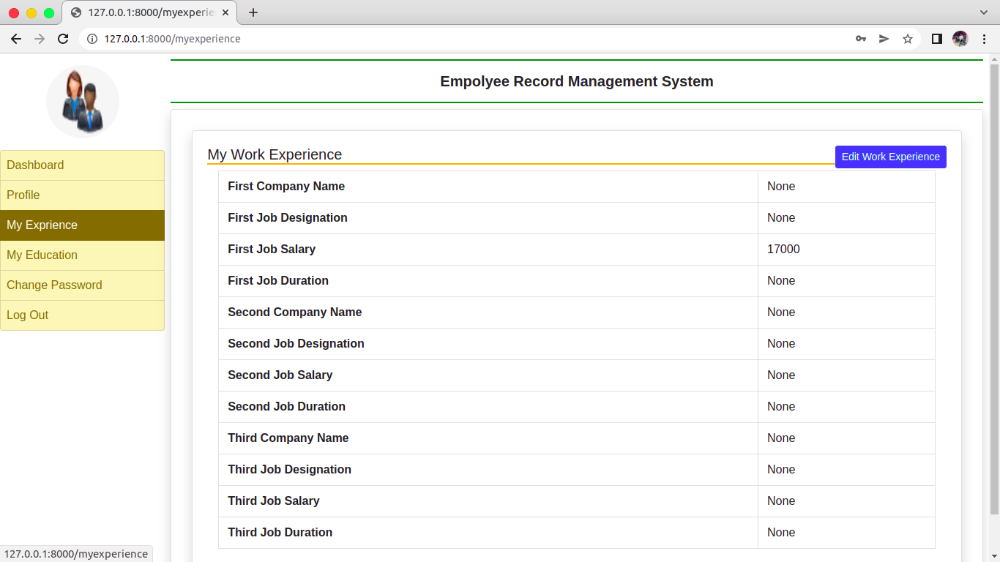 127.0.0.1:8000/myexperie
127.0.0.1:8000/myexperience
Empolyee Record Management System
Dashboard
Profile
My Exprience
My Education
Change Password
Log Out
My Work Experience
Edit Work Experience
First Company Name None
First Job Designation None
First Job Salary 17000
First Job Duration None
Second Company Name None
Second Job Designation None
Second Job Salary None
Second Job Duration None
Third Company Name None
Third Job Designation None
Third Job Salary None
Third Job Duration None
127.0.0.1:8000/myexperience